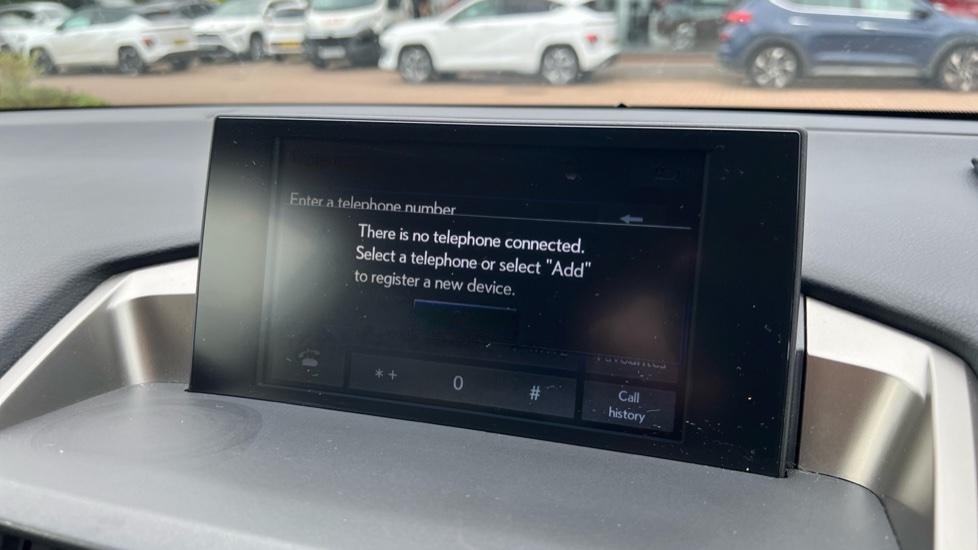 Enter a telephone number
There is no telephone connected.
Select a telephone or select "Add"
to register a new device.
Favourites
*+ 0 #
Call
history